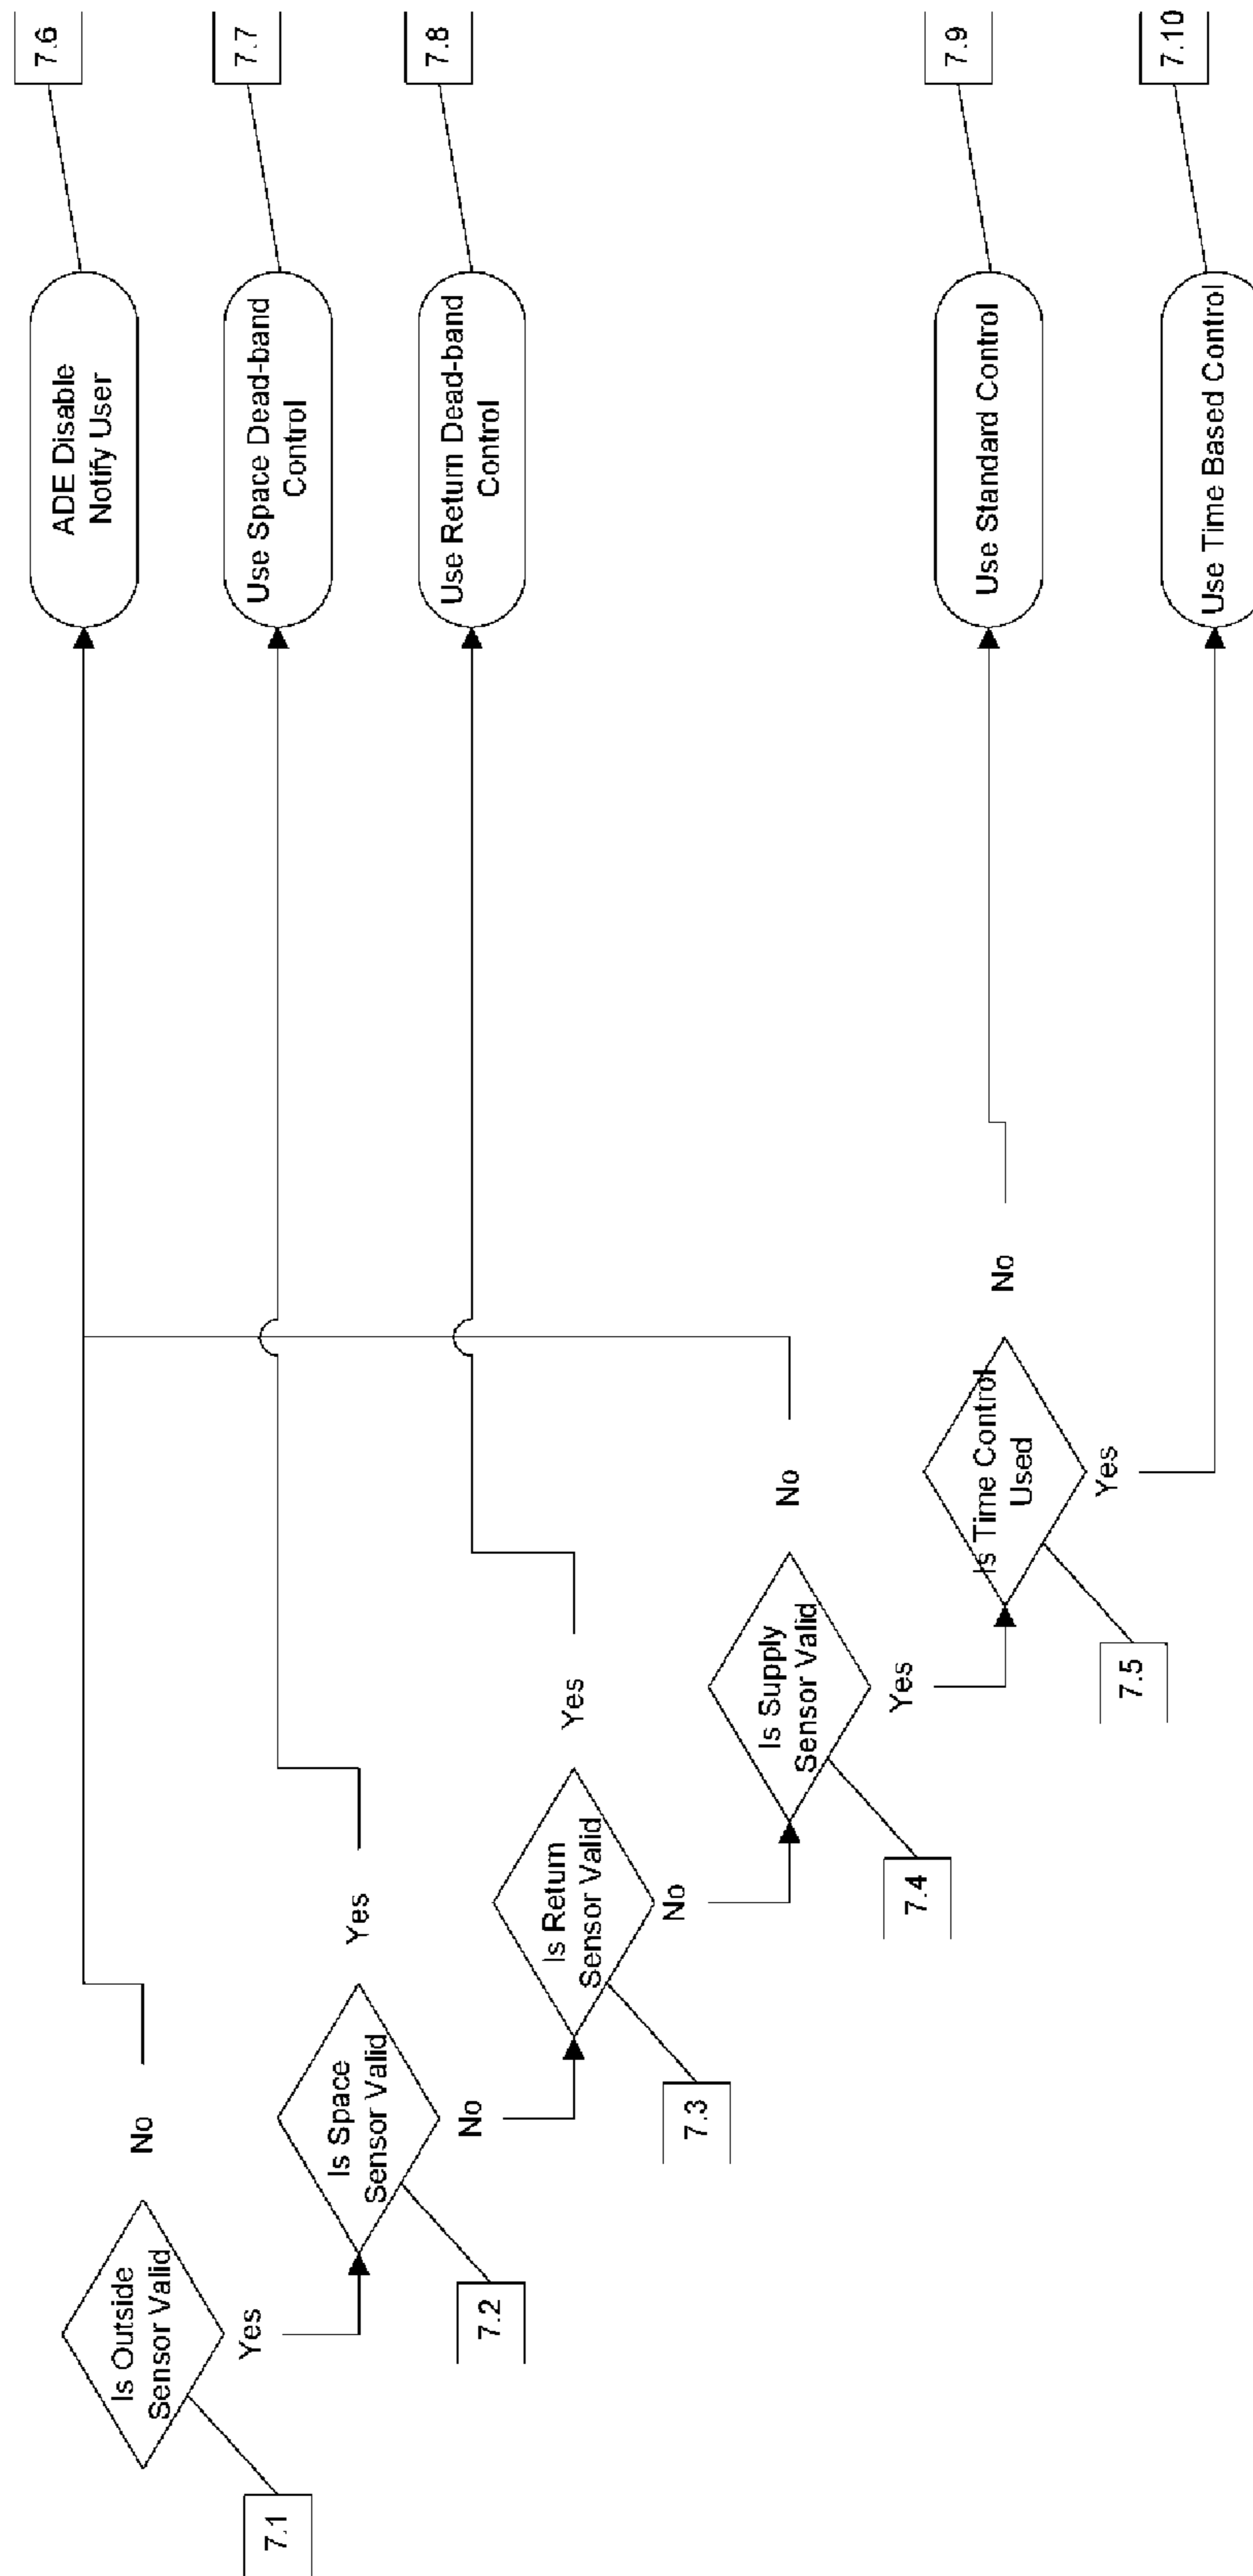 7.1
Is Outside
Sensor Valid
No
ADE Disable
Notify User
7.6
Yes
7.2
Is Space
Sensor Valid
Yes
Use Space Dead-band
Control
7.7
No
7.3
Is Return
Sensor Valid
Yes
Use Return Dead-band
Control
7.8
No
7.4
Is Supply
Sensor Valid
No
Yes
7.5
Is Time Control
Used
No
Use Standard Control
7.9
Yes
Use Time Based Control
7.10